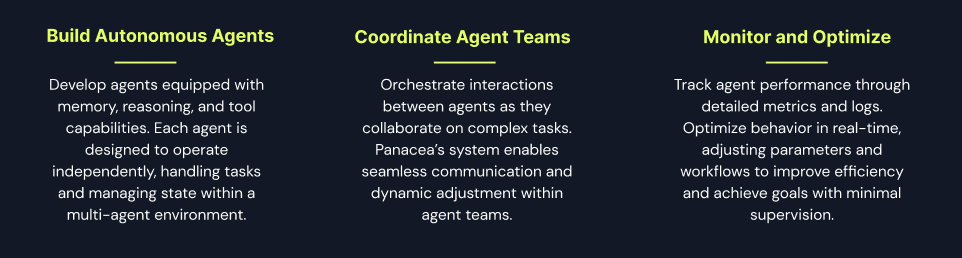 Build Autonomous Agents
Develop agents equipped with
memory, reasoning, and tool
capabilities. Each agent is
designed to operate
independently, handling tasks
and managing state within a
multi-agent environment.
Coordinate Agent Teams
Orchestrate interactions
between agents as they
collaborate on complex tasks.
Panacea’s system enables
seamless communication and
dynamic adjustment within
agent teams.
Monitor and Optimize
Track agent performance through
detailed metrics and logs.
Optimize behavior in real-time,
adjusting parameters and
workflows to improve efficiency
and achieve goals with minimal
supervision.